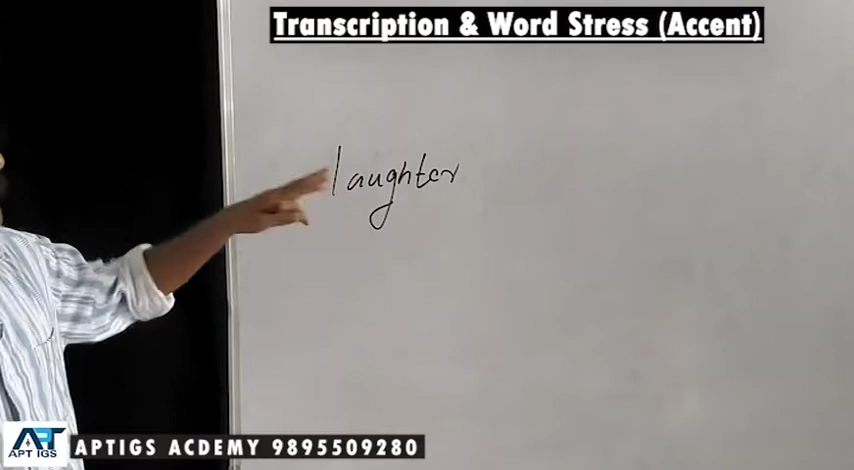 Transcription & Word Stress (Accent)
laughter
APT IGS
APTIGS ACDEMY 9895509280